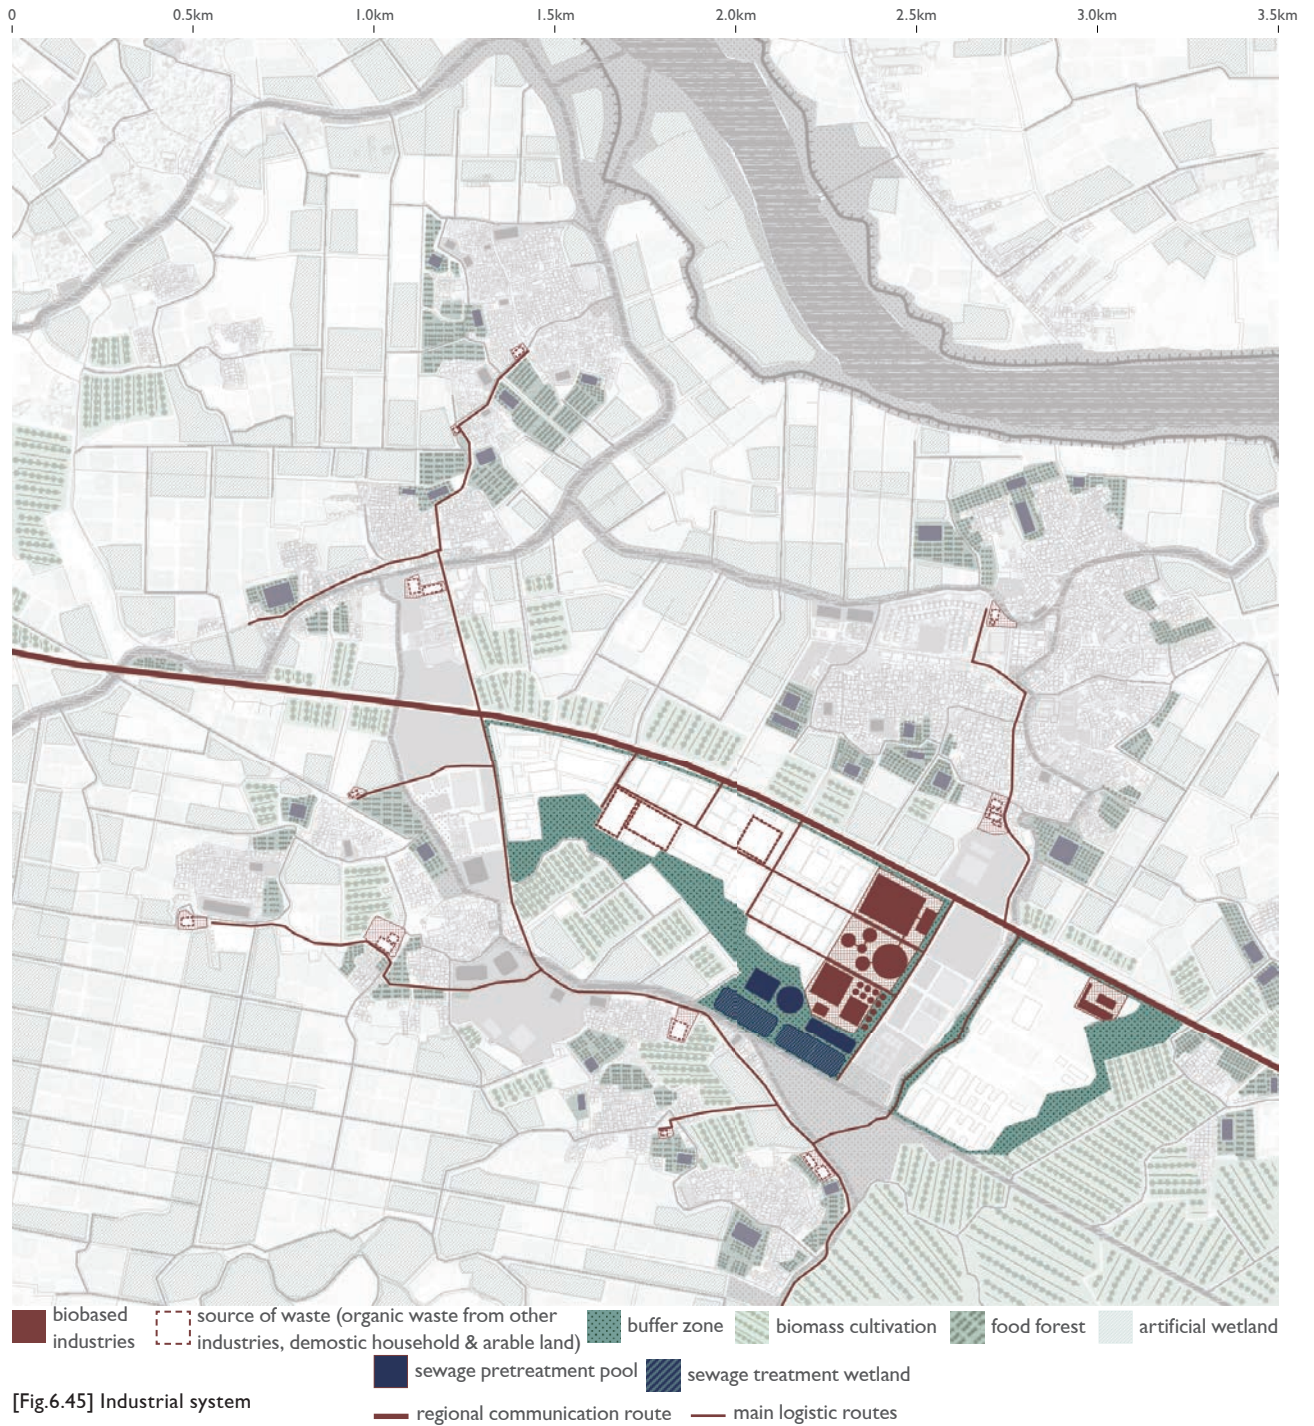 0 0.5km 1.0km 1.5km 2.0km 2.5km 3.0km 3.5km
biobased
industries
source of waste (organic waste from other
industries, demostic household & arable land)
buffer zone
biomass cultivation
food forest
artificial wetland
sewage pretreatment pool
sewage treatment wetland
[Fig.6.45] Industrial system
regional communication route
main logistic routes